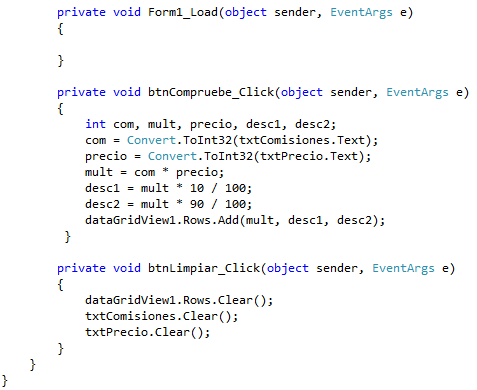 private void Form1_Load(object sender, EventArgs e)
{
}
private void btnCompruebe_Click(object sender, EventArgs e)
{
int com, mult, precio, desc1, desc2;
com = Convert.ToInt32(txtComisiones.Text);
precio = Convert.ToInt32(txtPrecio.Text);
mult = com * precio;
desc1 = mult * 10 / 100;
desc2 = mult * 90 / 100;
dataGridView1.Rows.Add(mult, desc1, desc2);
}
private void btnLimpiar_Click(object sender, EventArgs e)
{
dataGridView1.Rows.Clear();
txtComisiones.Clear();
txtPrecio.Clear();
}
}
}